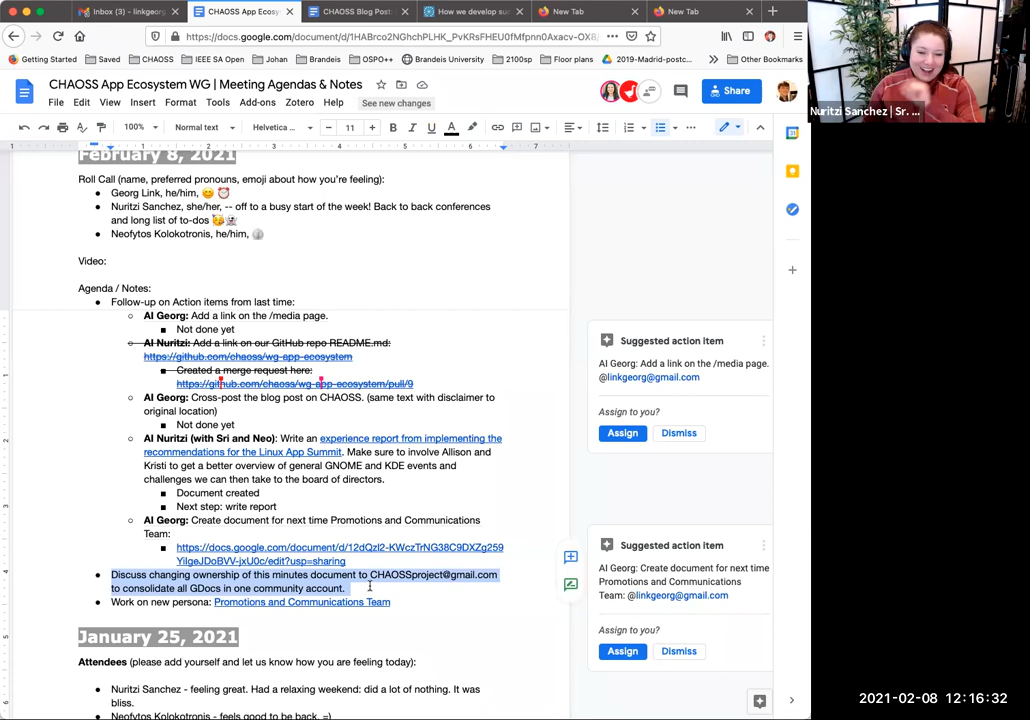 Inbox (3) - linkgeorg
CHAOSS App Ecosys
CHAOSS Blog Post:
How we develop suc
New Tab
New Tab
https://docs.google.com/document/d/1HABrco2NGhchPLHK_PvKRsFHEU0fMfpnn0Axacv-OX8/
Getting Started
Saved
CHAOSS
IEEE SA Open
Johan
Brandeis
OSPO++
Brandeis University
2100sp
Floor plans
2019-Madrid-postc...
Other Bookmarks
CHAOSS App Ecosystem WG | Meeting Agendas & Notes
File Edit View Insert Format Tools Add-ons Zotero Help
See new changes
Share
100%
Normal text
Helvetica ...
11
1 1 2 3 4 5 6 7
February 8, 2021
Roll Call (name, preferred pronouns, emoji about how you're feeling):
● Georg Link, he/him, 😊 ⏰
● Nuritzi Sanchez, she/her, -- off to a busy start of the week! Back to back conferences
and long list of to-dos
● Neofytos Kolokotronis, he/him,
Video:
Agenda / Notes:
● Follow-up on Action items from last time:
○ AI Georg: Add a link on the /media page.
■ Not done yet
○ AI Nuritzi: Add a link on our GitHub repo README.md:
https://github.com/chaoss/wg-app-ecosystem
■ Created a merge request here:
https://github.com/chaoss/wg-app-ecosystem/pull/9
○ AI Georg: Cross-post the blog post on CHAOSS. (same text with disclaimer to
original location)
■ Not done yet
○ AI Nuritzi (with Sri and Neo): Write an experience report from implementing the
recommendations for the Linux App Summit. Make sure to involve Allison and
Kristi to get a better overview of general GNOME and KDE events and
challenges we can then take to the board of directors.
■ Document created
■ Next step: write report
○ AI Georg: Create document for next time Promotions and Communications
Team:
■ https://docs.google.com/document/d/12dQzl2-KWczTrNG38C9DXZg259
YiIgeJDoBVV-jxU0c/edit?usp=sharing
● Discuss changing ownership of this minutes document to CHAOSSproject@gmail.com
to consolidate all GDocs in one community account.
● Work on new persona: Promotions and Communications Team
January 25, 2021
Attendees (please add yourself and let us know how you are feeling today):
● Nuritzi Sanchez - feeling great. Had a relaxing weekend: did a lot of nothing. It was
bliss.
● Neofytos Kolokotronis - feels good to be back. =)
Suggested action item
AI Georg: Add a link on the /media page.
@linkgeorg@gmail.com
Assign to you?
Assign
Dismiss
Suggested action item
AI Georg: Create document for next time
Promotions and Communications
Team: @linkgeorg@gmail.com
Assign to you?
Assign
Dismiss
Nuritzi Sanchez | Sr. ...
2021-02-08 12:16:32